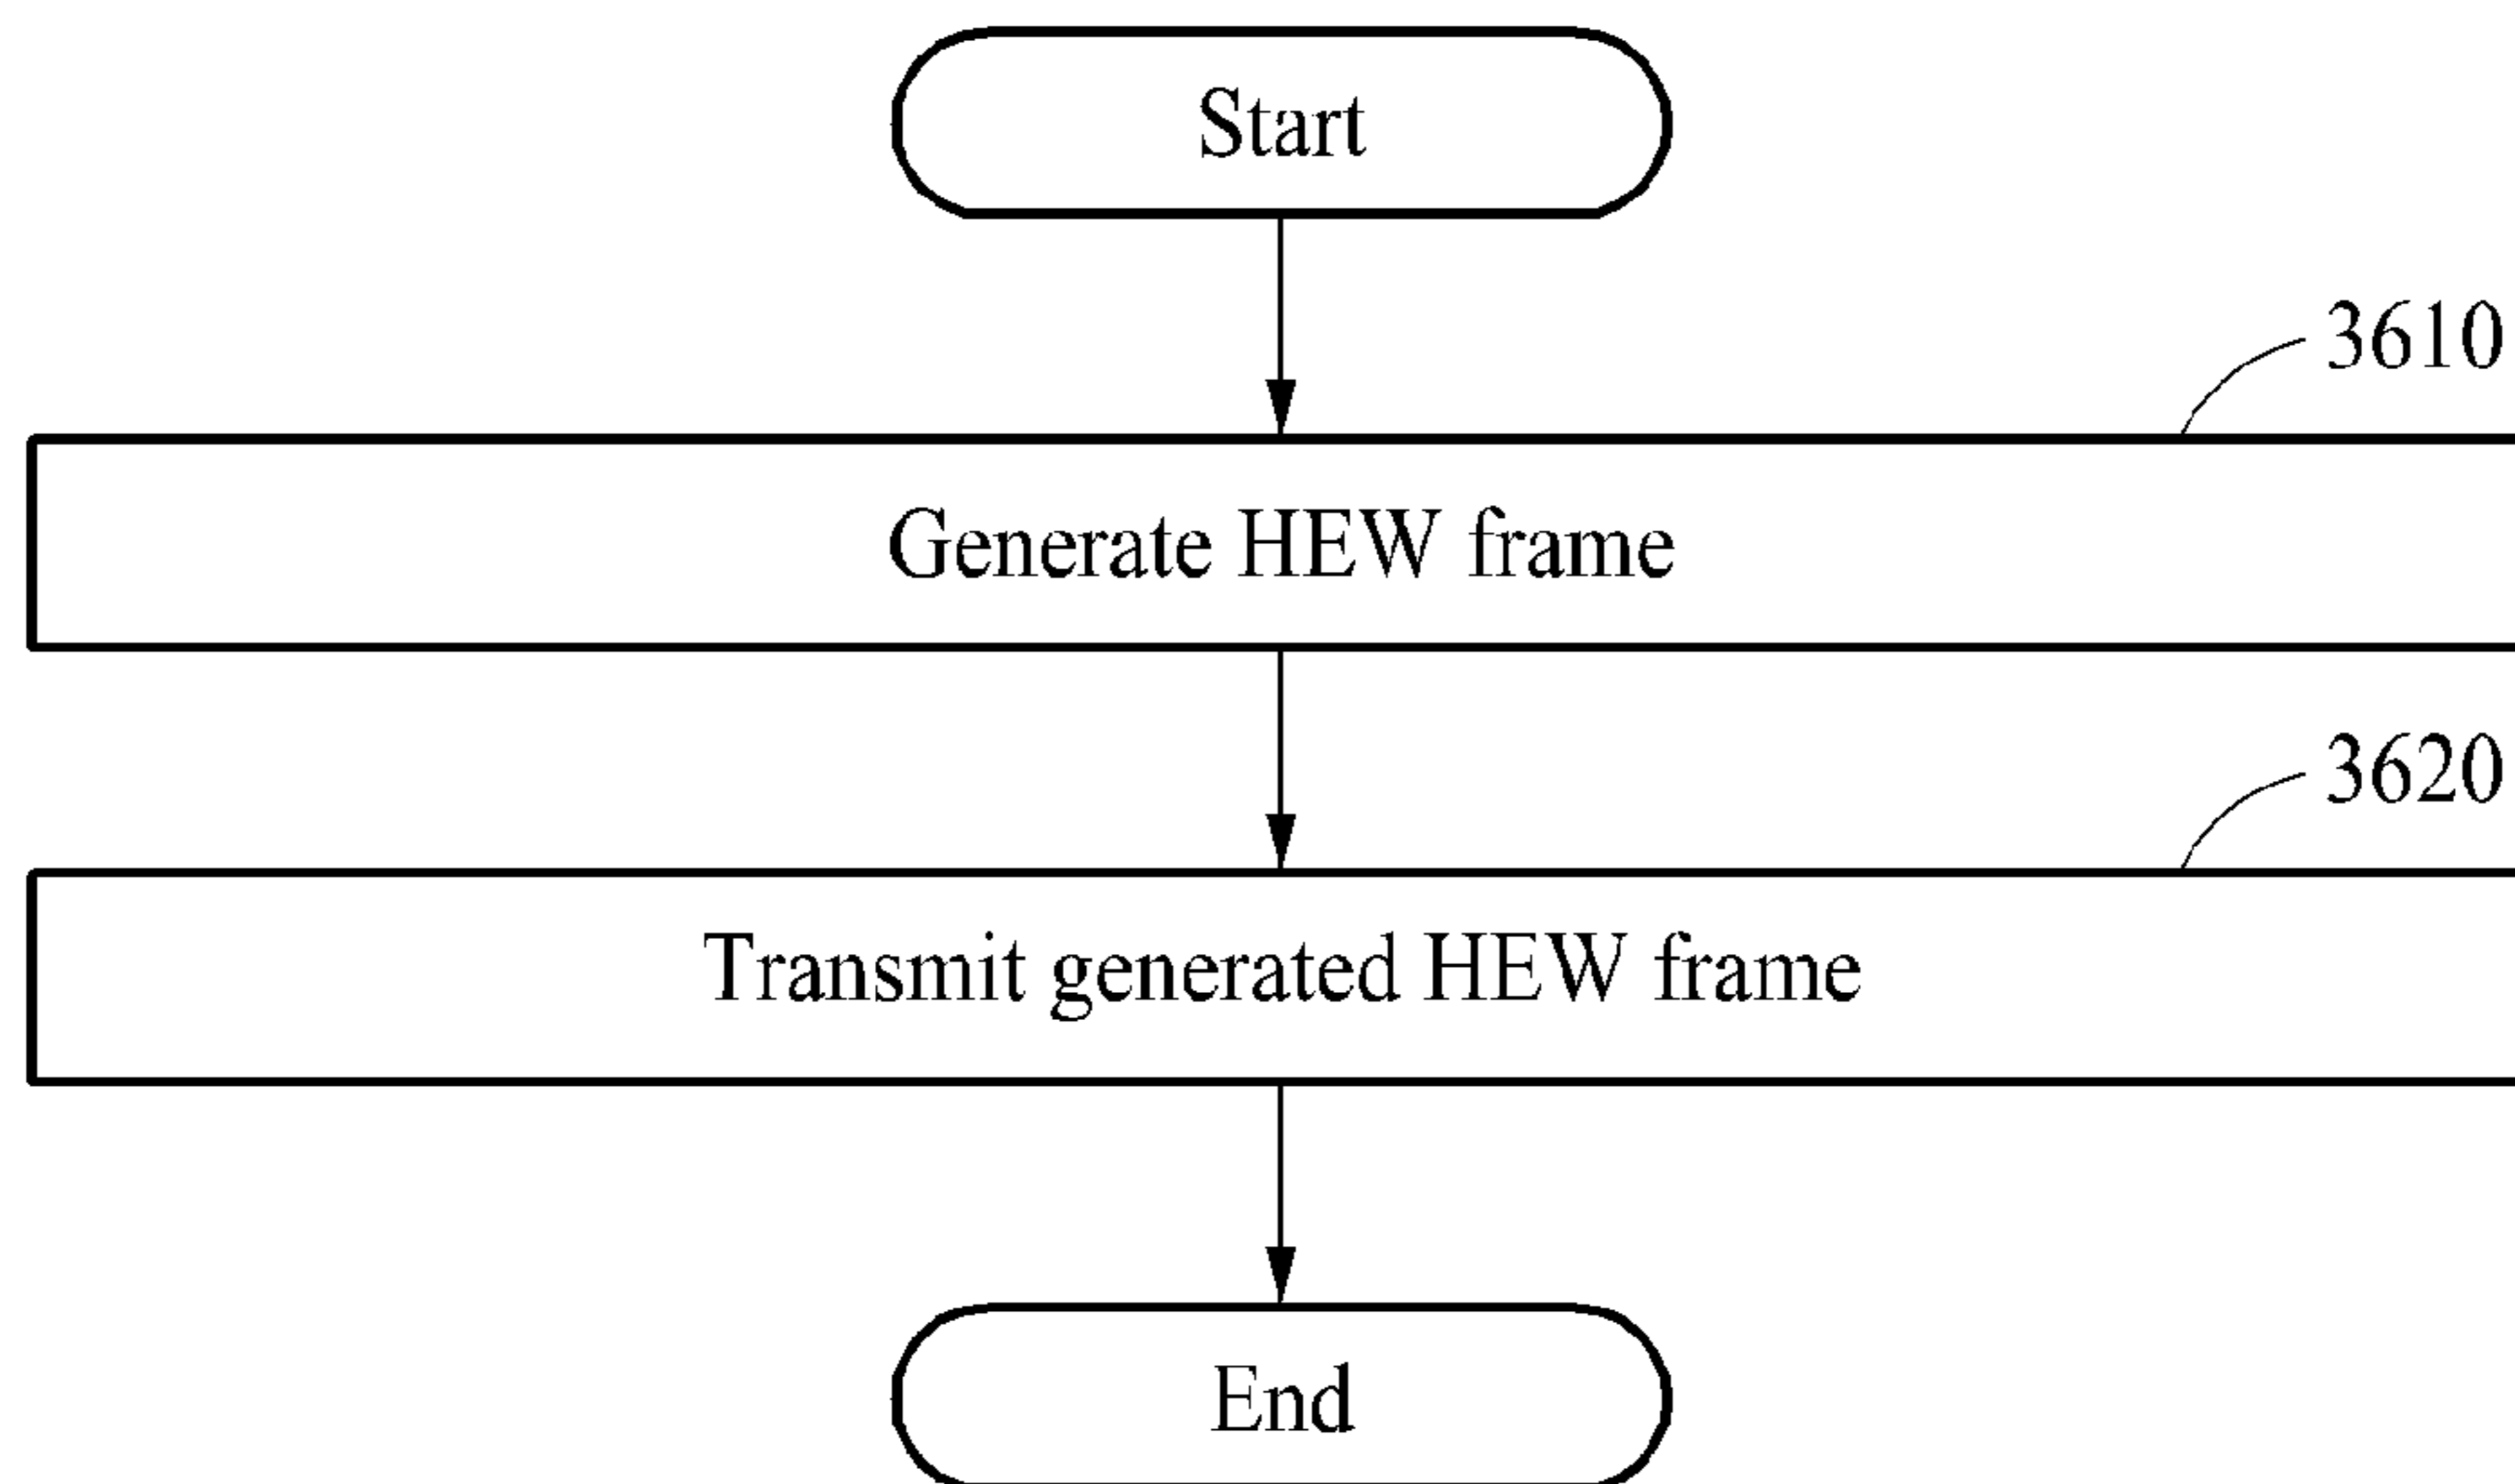 Start
3610
Generate HEW frame
3620
Transmit generated HEW frame
End